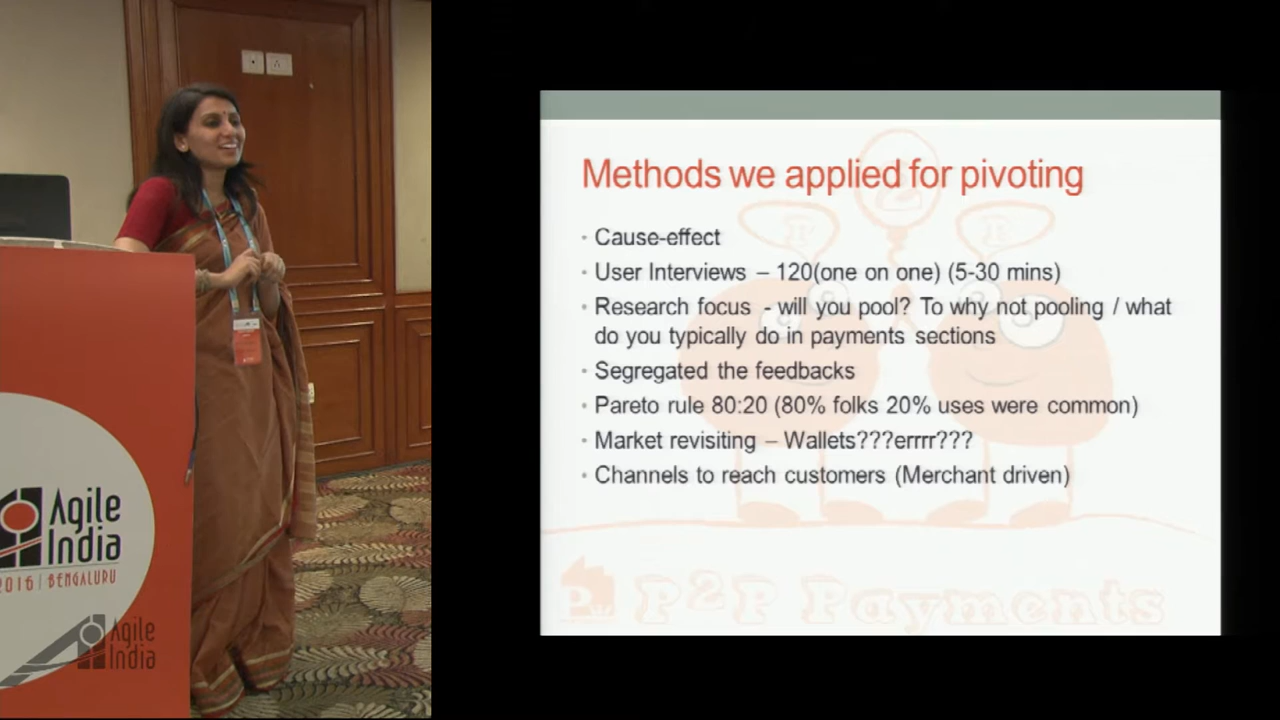 Methods we applied for pivoting
• Cause-effect
• User Interviews – 120(one on one) (5-30 mins)
• Research focus - will you pool? To why not pooling / what
do you typically do in payments sections
• Segregated the feedbacks
• Pareto rule 80:20 (80% folks 20% uses were common)
• Market revisiting – Wallets???errrr???
• Channels to reach customers (Merchant driven)
P2P Payments
Agile
India
2016 | BENGALURU
Agile
India